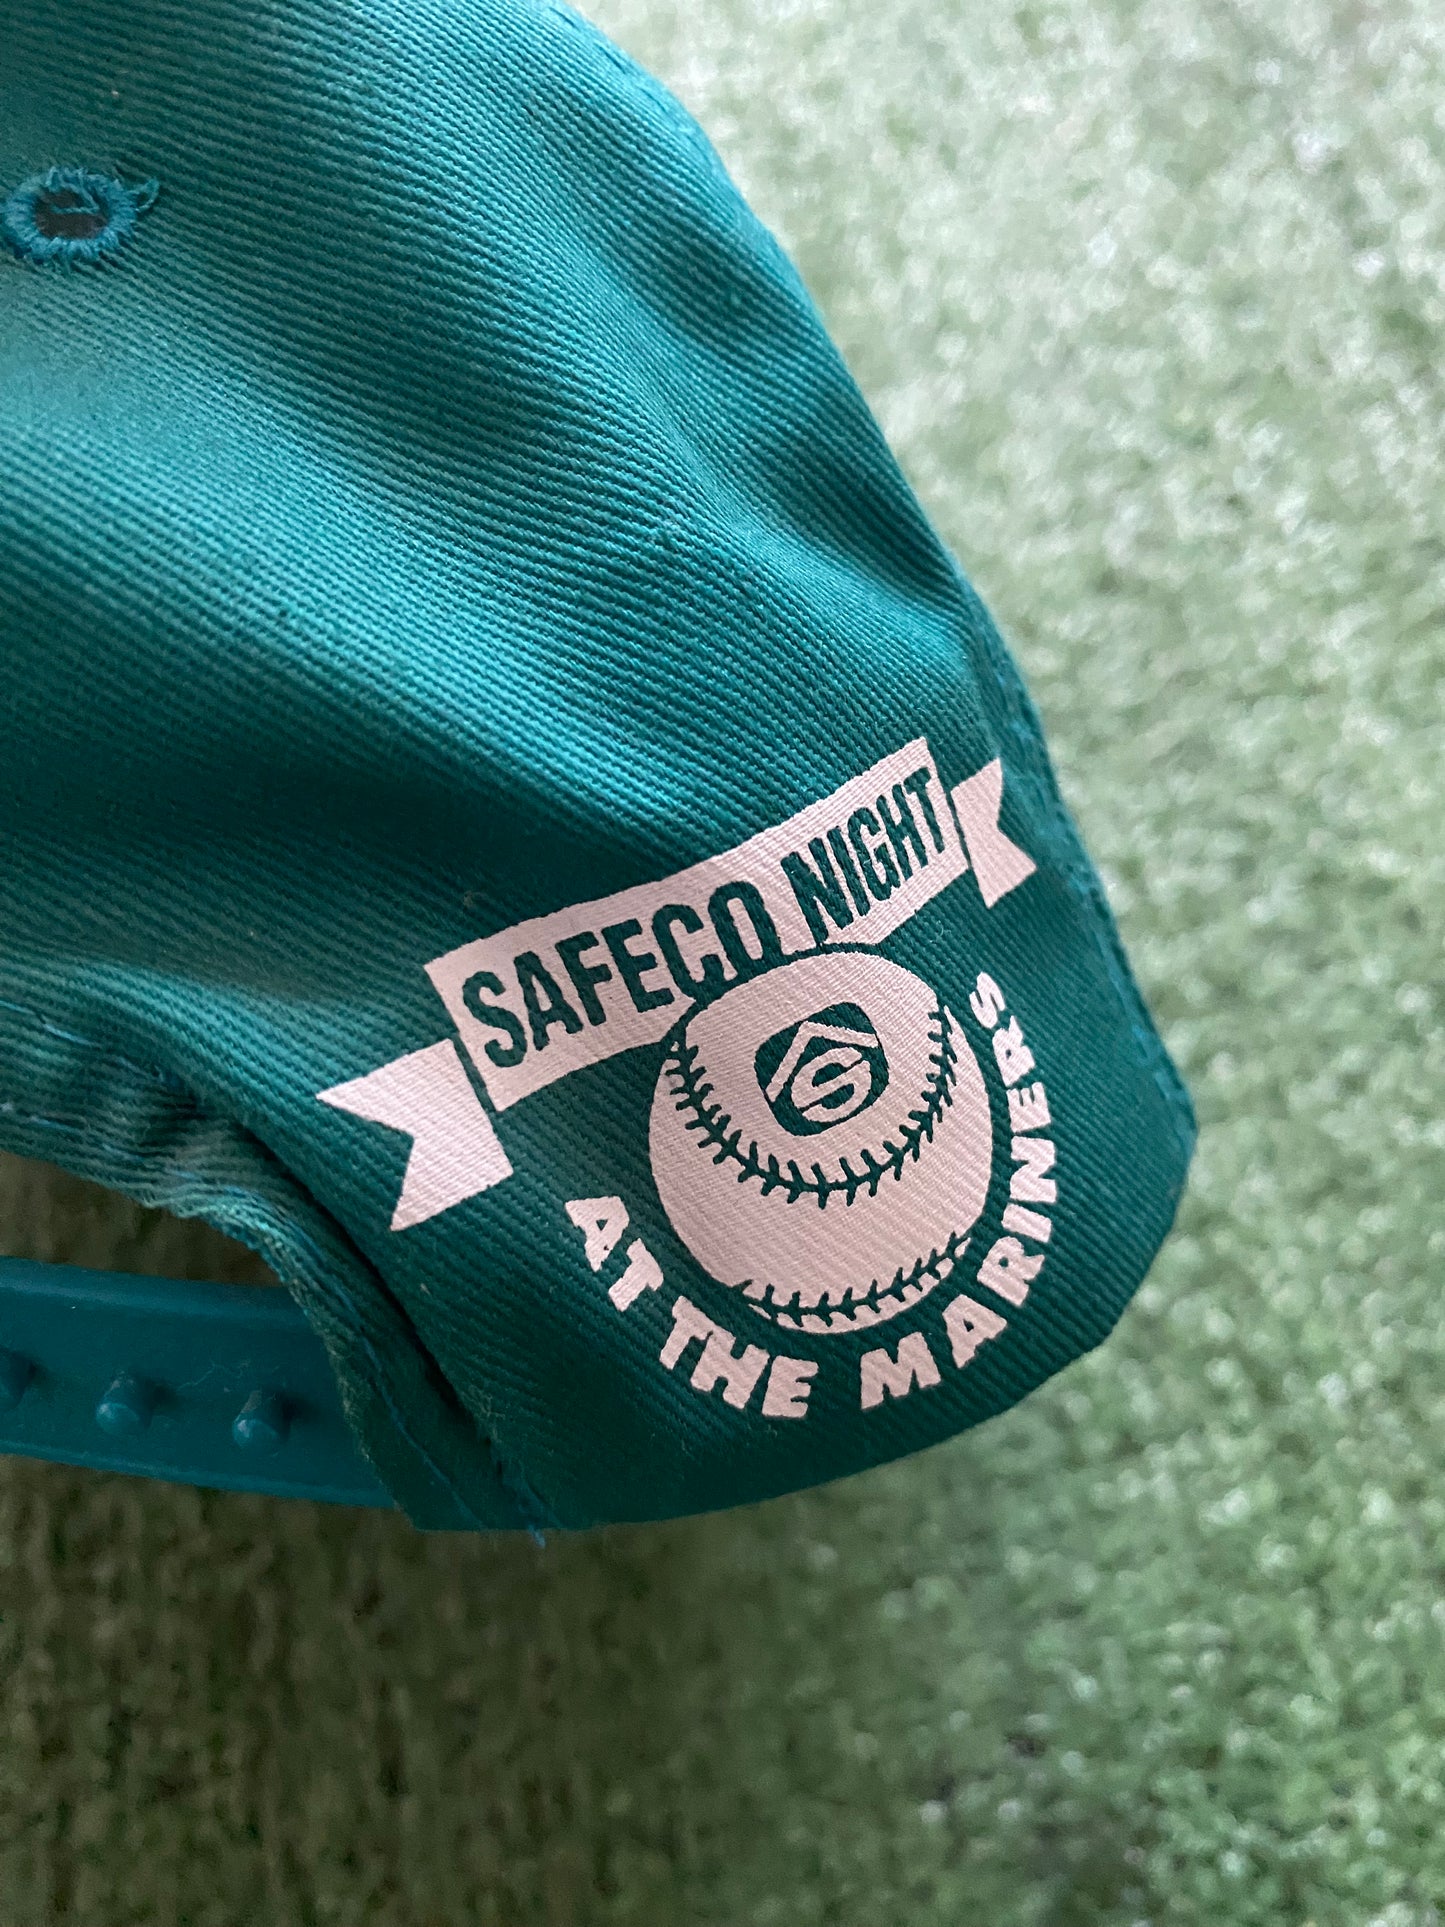 SAFECO NIGHT
S
AT THE MARINERS